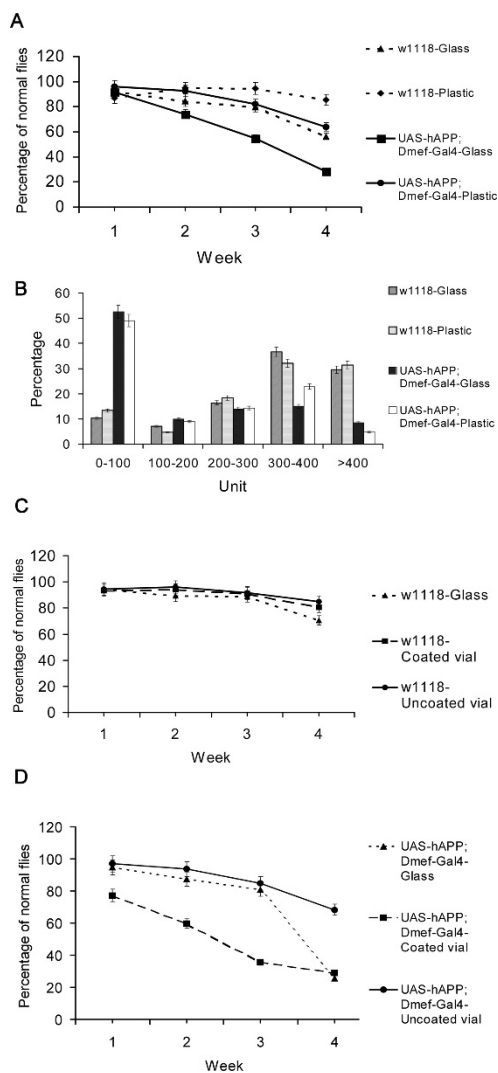 A
Percentage of normal flies
120
100
80
60
40
20
0
1 2 3 4
Week
w1118-Glass
w1118-Plastic
UAS-hAPP;
Dmef-Gal4-Glass
UAS-hAPP;
Dmef-Gal4-Plastic
B
Percentage
60
50
40
30
20
10
0
0-100 100-200 200-300 300-400 >400
Unit
w1118-Glass
w1118-Plastic
UAS-hAPP;
Dmef-Gal4-Glass
UAS-hAPP;
Dmef-Gal4-Plastic
C
Percentage of normal flies
120
100
80
60
40
20
0
1 2 3 4
Week
w1118-Glass
w1118-
Coated vial
w1118-
Uncoated vial
D
Percentage of normal flies
120
100
80
60
40
20
0
1 2 3 4
Week
UAS-hAPP;
Dmef-Gal4-
Glass
UAS-hAPP;
Dmef-Gal4-
Coated vial
UAS-hAPP;
Dmef-Gal4-
Uncoated vial